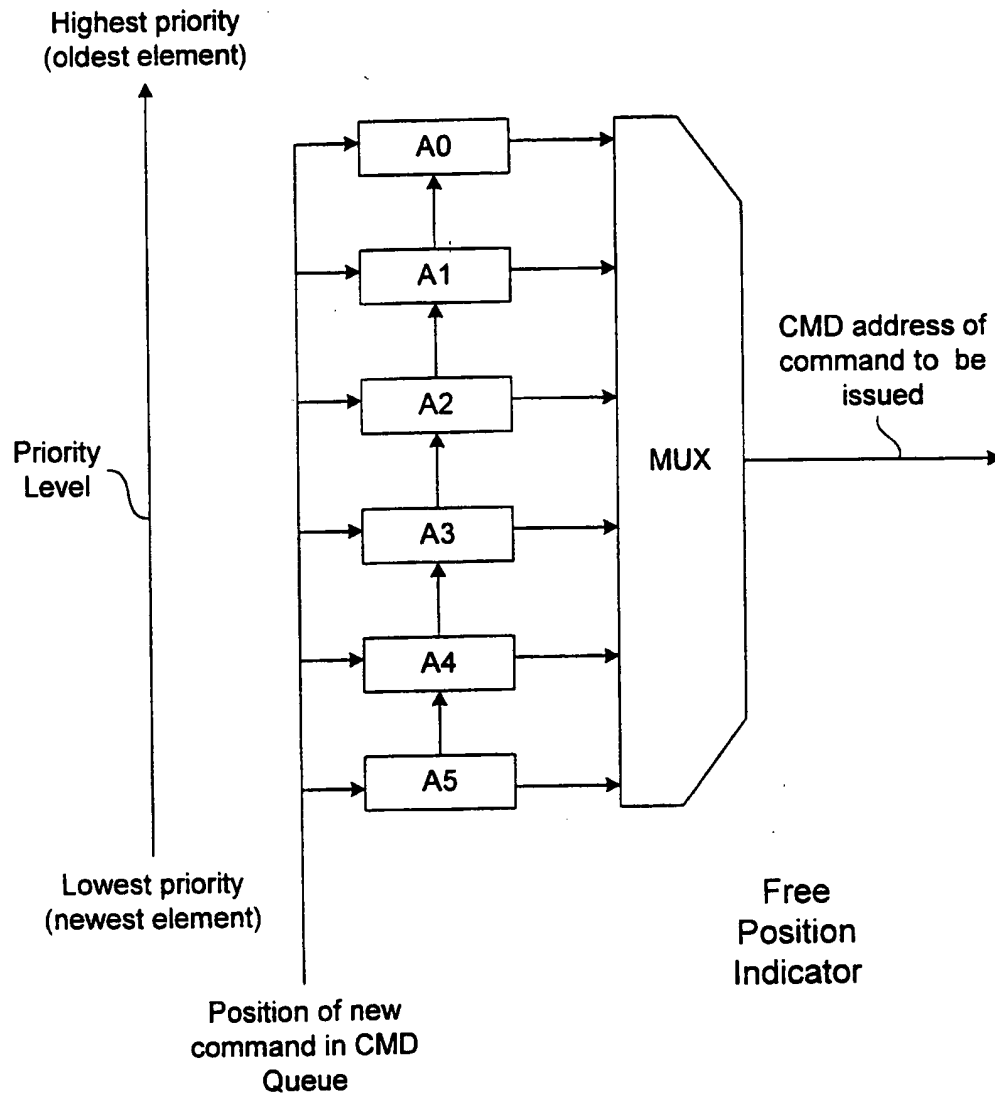 Highest priority
(oldest element)
A0
A1
A2
A3
A4
A5
MUX
CMD address of
command to be
issued
Priority
Level
Lowest priority
(newest element)
Free
Position
Indicator
Position of new
command in CMD
Queue